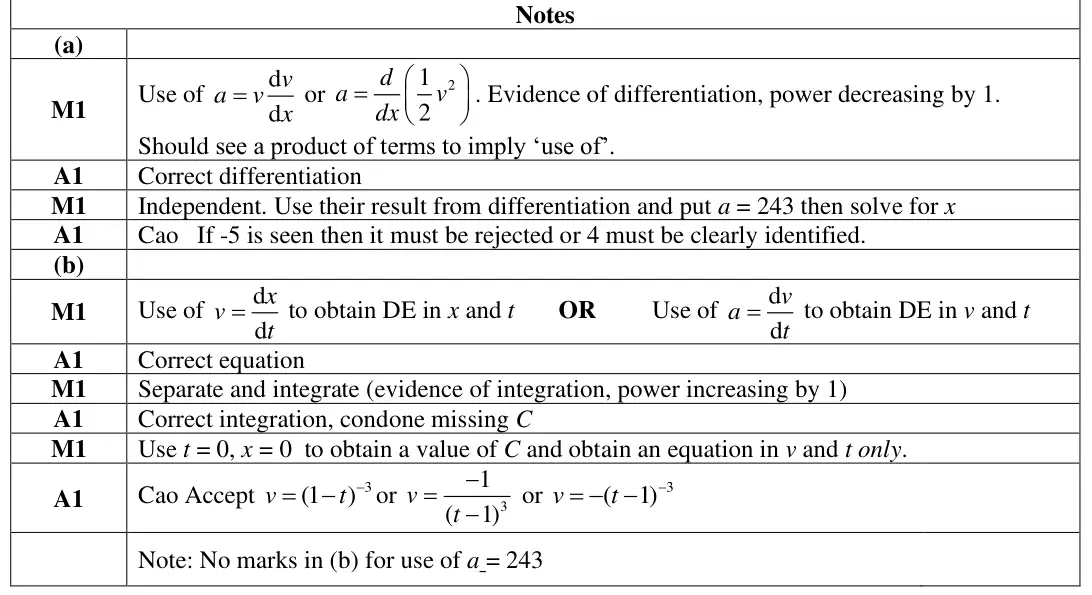 Notes
(a)
M1 Use of a = v dv/dx or a = d/dx (1/2 v²). Evidence of differentiation, power decreasing by 1.
Should see a product of terms to imply ‘use of’.
A1 Correct differentiation
M1 Independent. Use their result from differentiation and put a = 243 then solve for x
A1 Cao If -5 is seen then it must be rejected or 4 must be clearly identified.
(b)
M1 Use of v = dx/dt to obtain DE in x and t OR Use of a = dv/dt to obtain DE in v and t
A1 Correct equation
M1 Separate and integrate (evidence of integration, power increasing by 1)
A1 Correct integration, condone missing C
M1 Use t = 0, x = 0 to obtain a value of C and obtain an equation in v and t only.
A1 Cao Accept v = (1 − t)⁻³ or v = −1/(t − 1)³ or v = −(t − 1)⁻³
Note: No marks in (b) for use of a = 243